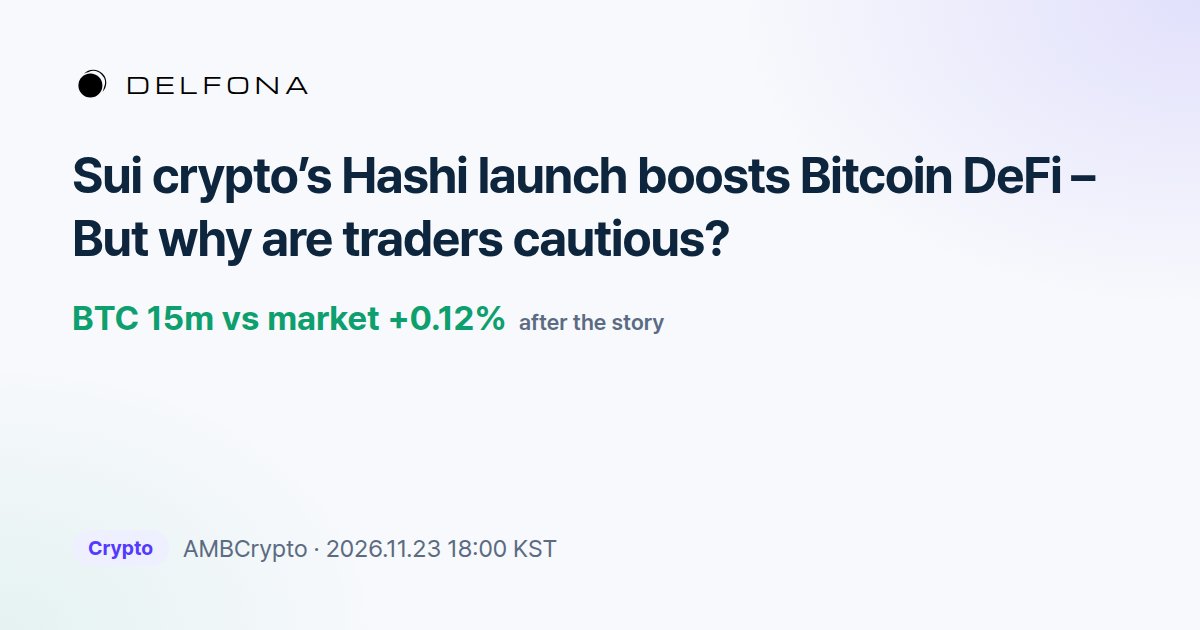 DELFONA
Sui crypto’s Hashi launch boosts Bitcoin DeFi –
But why are traders cautious?
BTC 15m vs market +0.12% after the story
Crypto AMBCrypto · 2026.11.23 18:00 KST